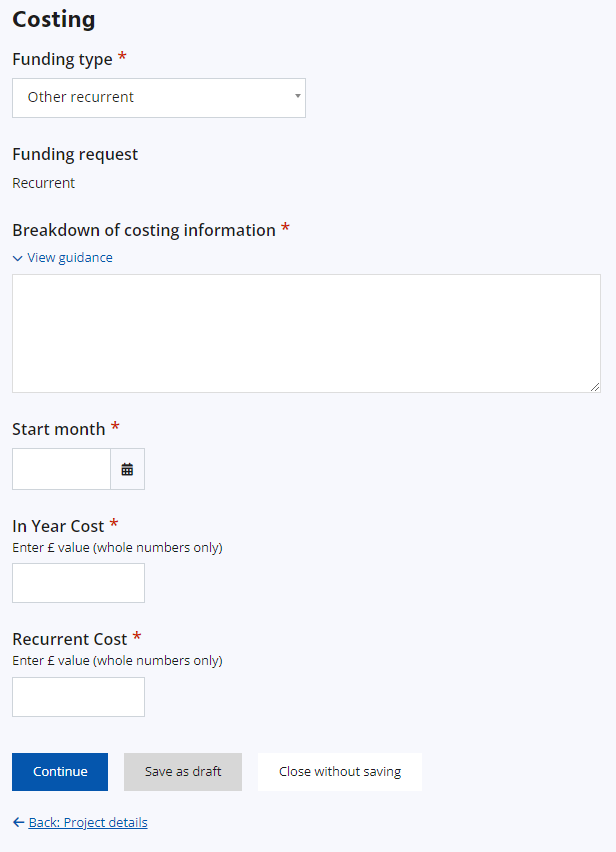 Costing
Funding type *
Other recurrent
Funding request
Recurrent
Breakdown of costing information *
View guidance
Start month *
In Year Cost *
Enter £ value (whole numbers only)
Recurrent Cost *
Enter £ value (whole numbers only)
Continue Save as draft Close without saving
← Back: Project details